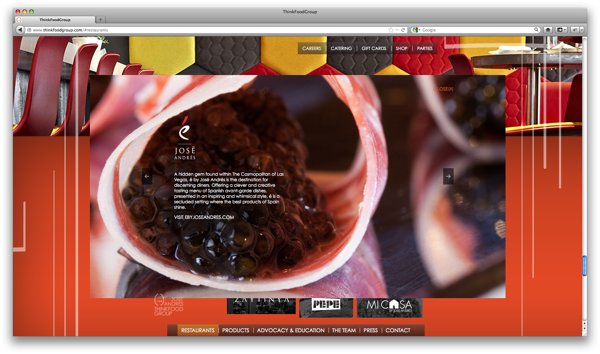 ThinkFoodGroup
ThinkFoodGroup
www.thinkfoodgroup.com/#restaurants
Google
CAREERS | CATERING | GIFT CARDS | SHOP | PARTIES
CLOSE [X]
é
JOSÉ
ANDRÉS
A hidden gem found within The Cosmopolitan of Las
Vegas, é by José Andrés is the destination for
discerning diners. Offering a clever and creative
tasting menu of Spanish avant-garde dishes,
presented in an inspiring and whimsical style, é is a
secluded setting where the best products of Spain
shine.
VISIT EBYJOSEANDRES.COM
JOSÉ
ANDRÉS
THINKFOOD
GROUP
ZAYTINYA
PEPE
MI CASA
RESTAURANTS | PRODUCTS | ADVOCACY & EDUCATION | THE TEAM | PRESS | CONTACT